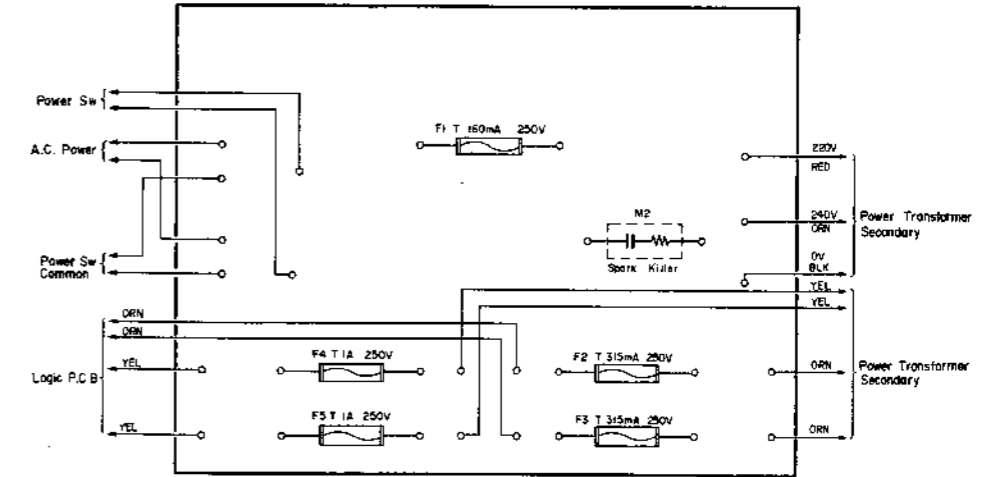 Power Sw
A.C. Power
Power Sw
Common
F1 T 160mA 250V
M2
Spark Killer
220V
RED
240V
ORN
0V
BLK
Power Transformer
Secondary
YEL
YEL
ORN
ORN
YEL
YEL
Logic P.C B
F4 T 1A 250V
F5 T 1A 250V
F2 T 315mA 250V
F3 T 315mA 250V
ORN
ORN
Power Transformer
Secondary